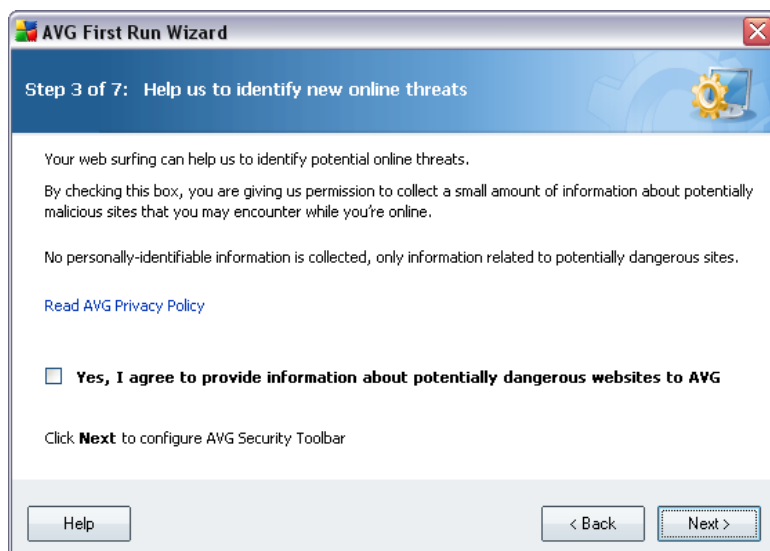 AVG First Run Wizard
Step 3 of 7: Help us to identify new online threats
Your web surfing can help us to identify potential online threats.
By checking this box, you are giving us permission to collect a small amount of information about potentially
malicious sites that you may encounter while you're online.
No personally-identifiable information is collected, only information related to potentially dangerous sites.
Read AVG Privacy Policy
Yes, I agree to provide information about potentially dangerous websites to AVG
Click Next to configure AVG Security Toolbar
Help
< Back
Next >